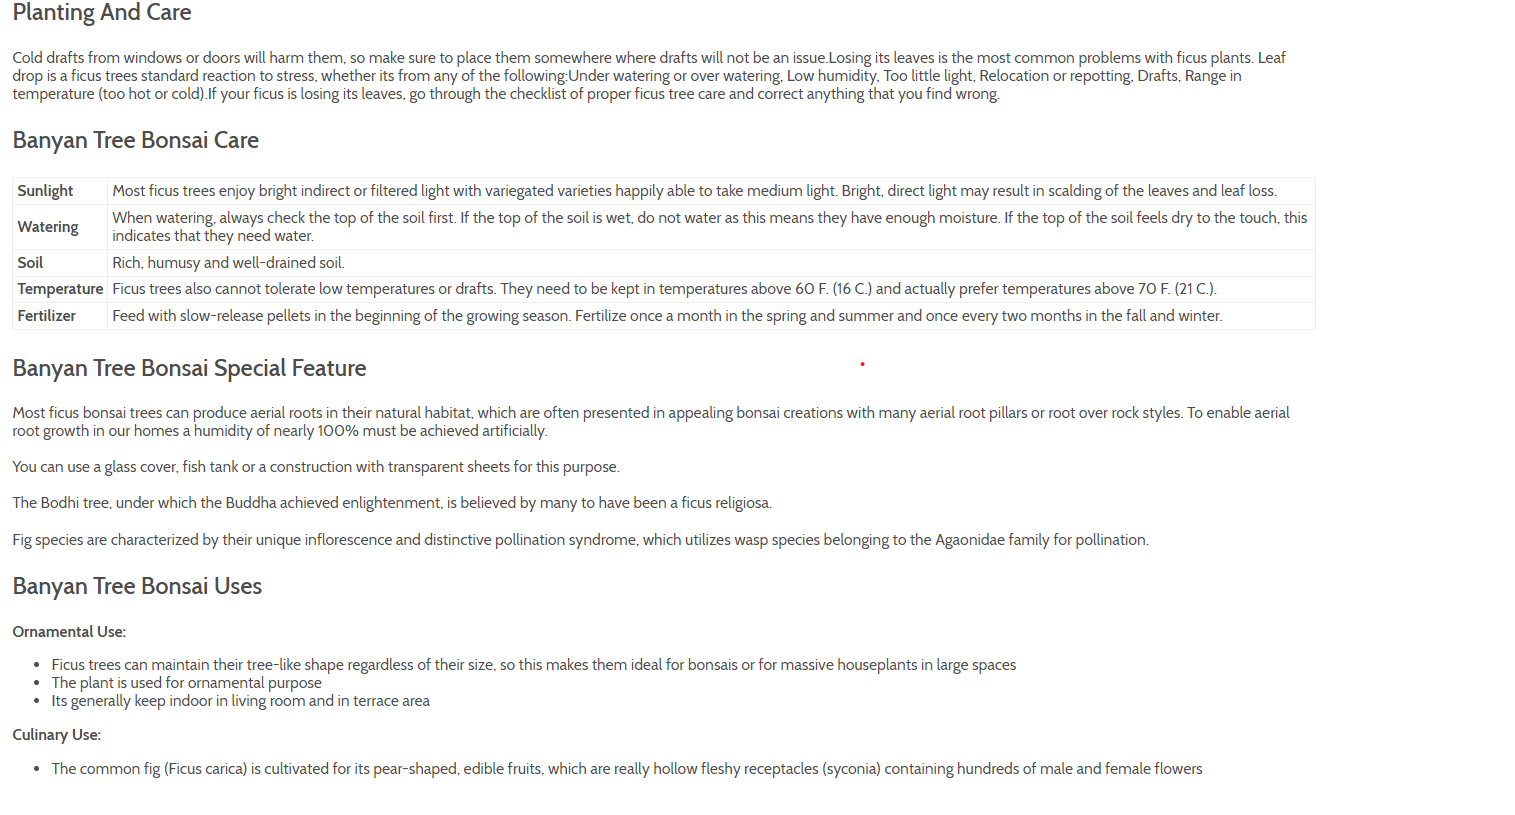 Planting And Care
Cold drafts from windows or doors will harm them, so make sure to place them somewhere where drafts will not be an issue.Losing its leaves is the most common problems with ficus plants. Leaf
drop is a ficus trees standard reaction to stress, whether its from any of the following:Under watering or over watering, Low humidity, Too little light, Relocation or repotting, Drafts, Range in
temperature (too hot or cold).If your ficus is losing its leaves, go through the checklist of proper ficus tree care and correct anything that you find wrong.
Banyan Tree Bonsai Care
Sunlight Most ficus trees enjoy bright indirect or filtered light with variegated varieties happily able to take medium light. Bright, direct light may result in scalding of the leaves and leaf loss.
Watering When watering, always check the top of the soil first. If the top of the soil is wet, do not water as this means they have enough moisture. If the top of the soil feels dry to the touch, this
indicates that they need water.
Soil Rich, humusy and well-drained soil.
Temperature Ficus trees also cannot tolerate low temperatures or drafts. They need to be kept in temperatures above 60 F. (16 C.) and actually prefer temperatures above 70 F. (21 C.).
Fertilizer Feed with slow-release pellets in the beginning of the growing season. Fertilize once a month in the spring and summer and once every two months in the fall and winter.
Banyan Tree Bonsai Special Feature
Most ficus bonsai trees can produce aerial roots in their natural habitat, which are often presented in appealing bonsai creations with many aerial root pillars or root over rock styles. To enable aerial
root growth in our homes a humidity of nearly 100% must be achieved artificially.
You can use a glass cover, fish tank or a construction with transparent sheets for this purpose.
The Bodhi tree, under which the Buddha achieved enlightenment, is believed by many to have been a ficus religiosa.
Fig species are characterized by their unique inflorescence and distinctive pollination syndrome, which utilizes wasp species belonging to the Agaonidae family for pollination.
Banyan Tree Bonsai Uses
Ornamental Use:
• Ficus trees can maintain their tree-like shape regardless of their size, so this makes them ideal for bonsais or for massive houseplants in large spaces
• The plant is used for ornamental purpose
• Its generally keep indoor in living room and in terrace area
Culinary Use:
• The common fig (Ficus carica) is cultivated for its pear-shaped, edible fruits, which are really hollow fleshy receptacles (syconia) containing hundreds of male and female flowers